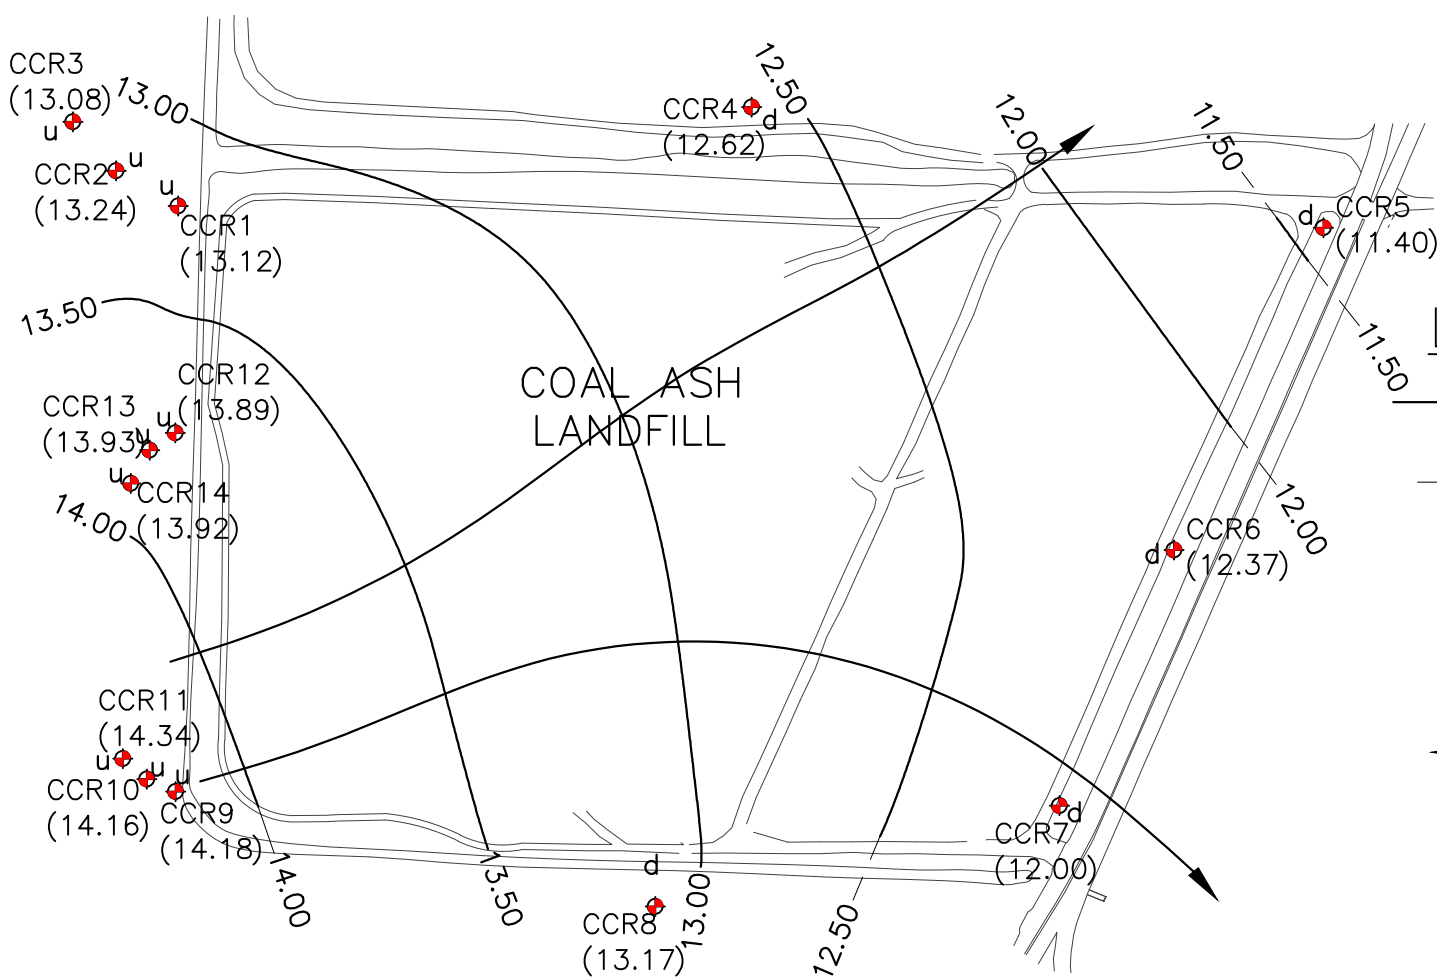 CCR3
(13.08)
u
13.00
CCR4
(12.62)
d
12.50
12.00
11.50
u
CCR2
(13.24)
u
CCR1
(13.12)
d
CCR5
(11.40)
13.50
11.50
COAL ASH
LANDFILL
CCR12
(13.89)
u
CCR13
(13.93)
u
u
CCR14
(13.92)
14.00
12.00
CCR6
(12.37)
d
CCR11
(14.34)
u
u
u
CCR10
(14.16)
CCR9
(14.18)
d
CCR7
(12.00)
14.00
13.50
d
CCR8
(13.17)
13.00
12.50